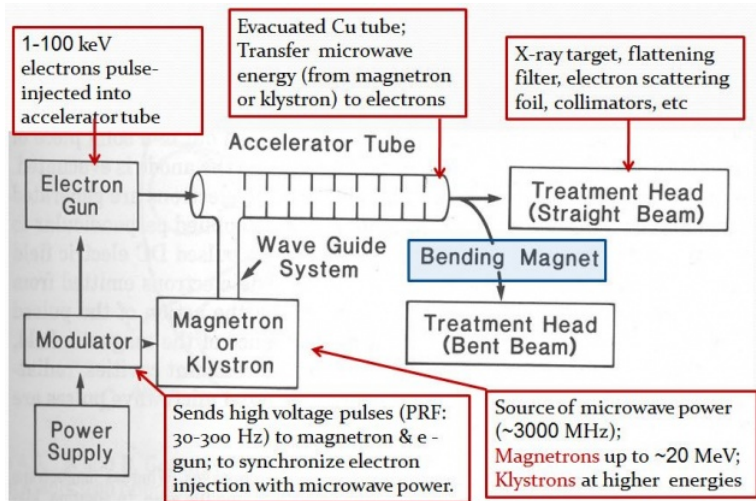 1-100 keV
electrons pulse-
injected into
accelerator tube
Evacuated Cu tube;
Transfer microwave
energy (from magnetron
or klystron) to electrons
X-ray target, flattening
filter, electron scattering
foil, collimators, etc
Accelerator Tube
Electron
Gun
Treatment Head
(Straight Beam)
Wave Guide
System
Bending Magnet
Modulator
Magnetron
or
Klystron
Treatment Head
(Bent Beam)
Power
Supply
Sends high voltage pulses (PRF:
30-300 Hz) to magnetron & e -
gun; to synchronize electron
injection with microwave power.
Source of microwave power
(~3000 MHz);
Magnetrons up to ~20 MeV;
Klystrons at higher energies